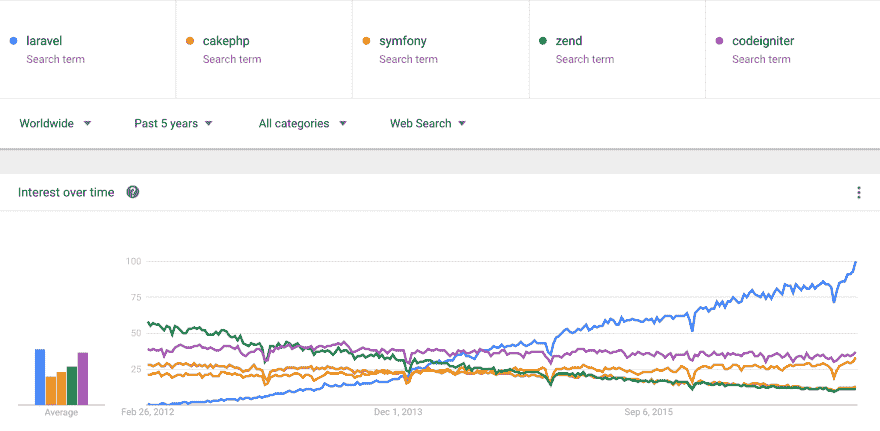 laravel
Search term
cakephp
Search term
symfony
Search term
zend
Search term
codeigniter
Search term
Worldwide
Past 5 years
All categories
Web Search
Interest over time
?
100
75
50
25
Average
Feb 26, 2012
Dec 1, 2013
Sep 6, 2015